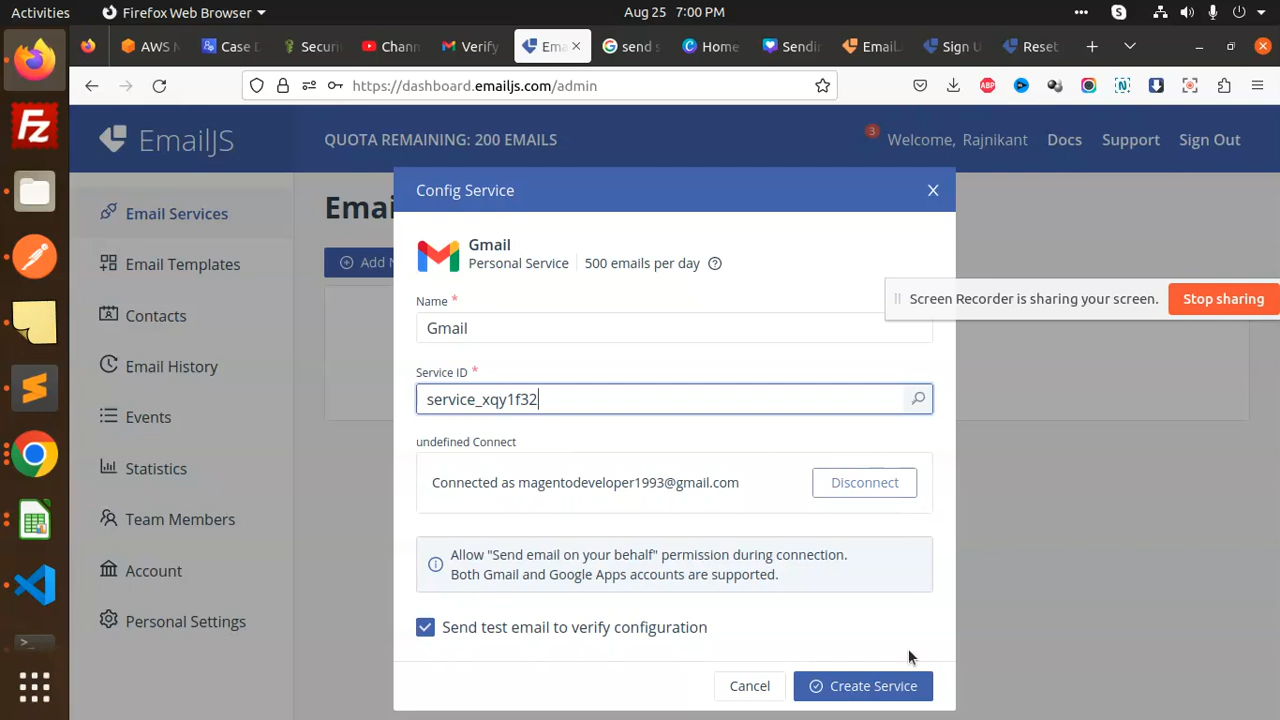 Activities
Firefox Web Browser
Aug 25 7:00 PM
AWS
Case
Securi
Chann
Verify
Ema
send s
Home
Sendin
EmailJ
Sign U
Reset
https://dashboard.emailjs.com/admin
ABP
N
EmailJS
QUOTA REMAINING: 200 EMAILS
3
Welcome, Rajnikant
Docs
Support
Sign Out
Email Services
Email Templates
Contacts
Email History
Events
Statistics
Team Members
Account
Personal Settings
Emai
Add N
Config Service
Gmail
Personal Service
500 emails per day
Name *
Gmail
Service ID *
service_xqy1f32
undefined Connect
Connected as magentodeveloper1993@gmail.com
Disconnect
Allow "Send email on your behalf" permission during connection.
Both Gmail and Google Apps accounts are supported.
Send test email to verify configuration
Cancel
Create Service
Screen Recorder is sharing your screen.
Stop sharing